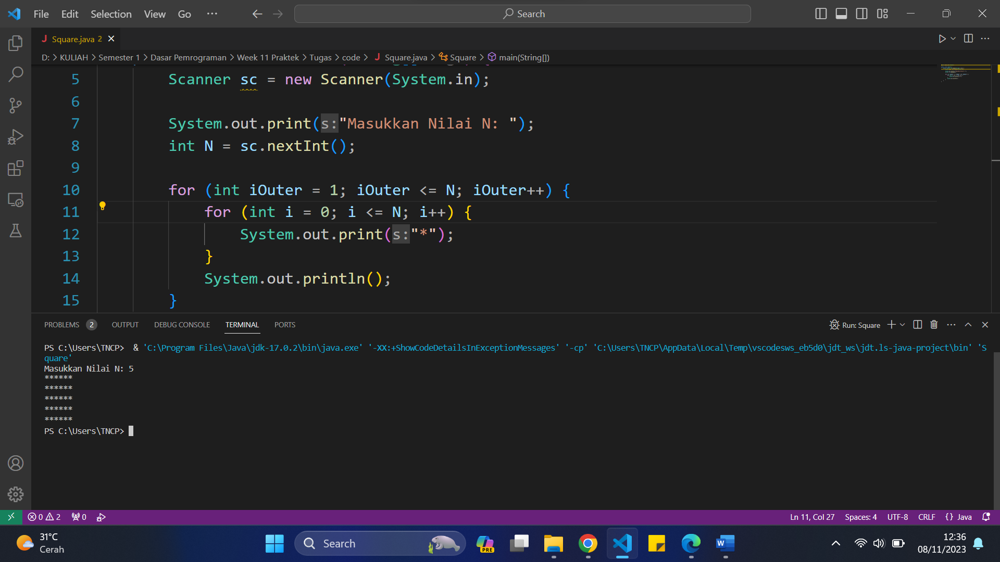 File Edit Selection View Go ··· Search
Square.java 2
D: > KULIAH > Semester 1 > Dasar Pemrograman > Week 11 Praktek > Tugas > code > Square.java > Square > main(String[])
5 Scanner sc = new Scanner(System.in);
6
7 System.out.print(s:"Masukkan Nilai N: ");
8 int N = sc.nextInt();
9
10 for (int iOuter = 1; iOuter <= N; iOuter++) {
11 for (int i = 0; i <= N; i++) {
12 System.out.print(s:"*");
13 }
14 System.out.println();
15 }
PROBLEMS 2 OUTPUT DEBUG CONSOLE TERMINAL PORTS Run: Square
PS C:\Users\TNCP> & 'C:\Program Files\Java\jdk-17.0.2\bin\java.exe' '-XX:+ShowCodeDetailsInExceptionMessages' '-cp' 'C:\Users\TNCP\AppData\Local\Temp\vscodesws_eb5d0\jdt_ws\jdt.ls-java-project\bin' 'S
quare'
Masukkan Nilai N: 5
******
******
******
******
******
PS C:\Users\TNCP>
0 2 0 Ln 11, Col 27 Spaces: 4 UTF-8 CRLF {} Java
31°C
Cerah
Search
PRE
12:36
08/11/2023